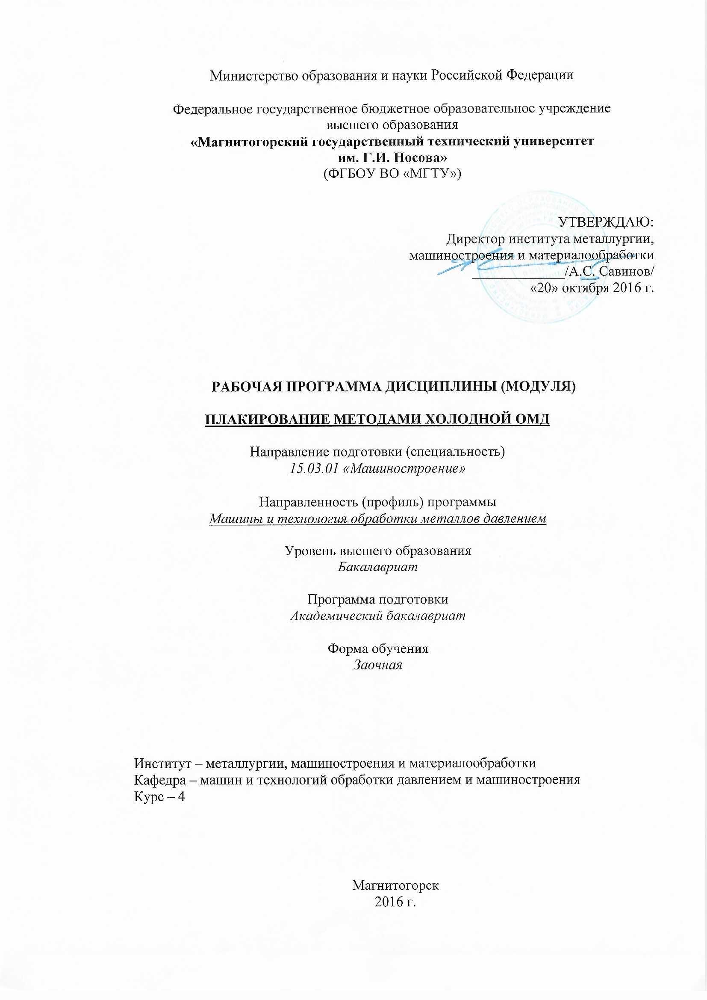 Министерство образования и науки Российской Федерации
Федеральное государственное бюджетное образовательное учреждение
высшего образования
«Магнитогорский государственный технический университет
им. Г.И. Носова»
(ФГБОУ ВО «МГТУ»)
УТВЕРЖДАЮ:
Директор института металлургии,
машиностроения и материалообработки
_____________/А.С. Савинов/
«20» октября 2016 г.
РАБОЧАЯ ПРОГРАММА ДИСЦИПЛИНЫ (МОДУЛЯ)
ПЛАКИРОВАНИЕ МЕТОДАМИ ХОЛОДНОЙ ОМД
Направление подготовки (специальность)
15.03.01 «Машиностроение»
Направленность (профиль) программы
Машины и технология обработки металлов давлением
Уровень высшего образования
Бакалавриат
Программа подготовки
Академический бакалавриат
Форма обучения
Заочная
Институт – металлургии, машиностроения и материалообработки
Кафедра – машин и технологий обработки давлением и машиностроения
Курс – 4
Магнитогорск
2016 г.